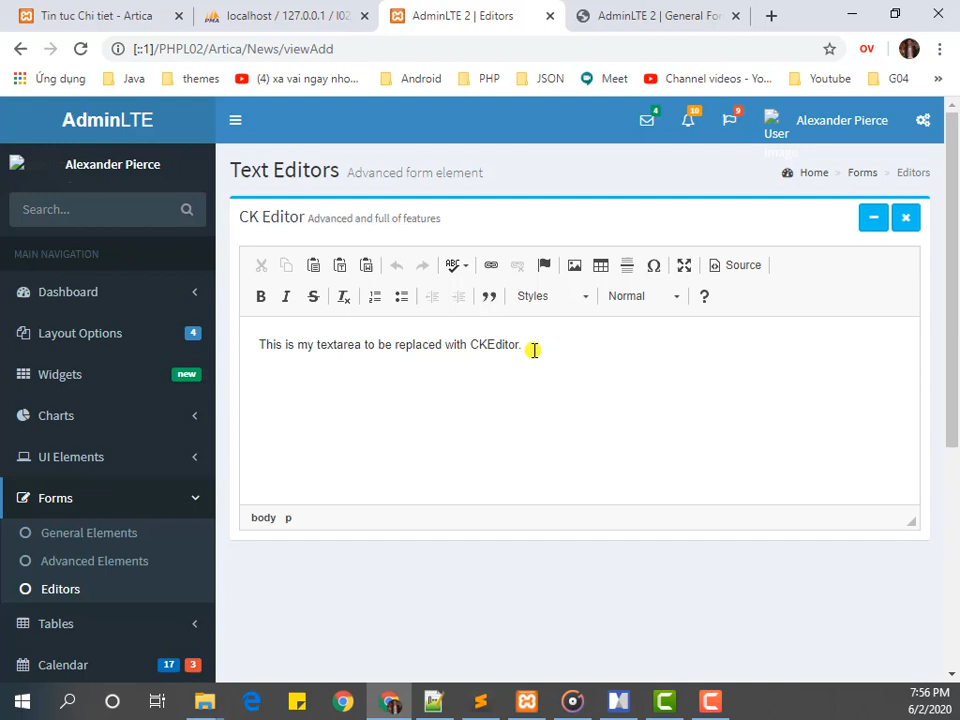 Tin tuc Chi tiet - Artica
localhost / 127.0.0.1 / l02
AdminLTE 2 | Editors
AdminLTE 2 | General For
[::1]/PHPL02/Artica/News/viewAdd
OV
Ứng dụng
Java
themes
(4) xa vai ngay nho...
Android
PHP
JSON
Meet
Channel videos - Yo...
Youtube
G04
»
AdminLTE
4
10
9
User
Image
Alexander Pierce
Alexander Pierce
Search...
MAIN NAVIGATION
Dashboard
Layout Options 4
Widgets new
Charts
UI Elements
Forms
General Elements
Advanced Elements
Editors
Tables
Calendar 17 3
Text Editors Advanced form element
Home > Forms > Editors
CK Editor Advanced and full of features
ABC
Source
B I S Tx Styles Normal ?
This is my textarea to be replaced with CKEditor.
body p
7:56 PM
6/2/2020